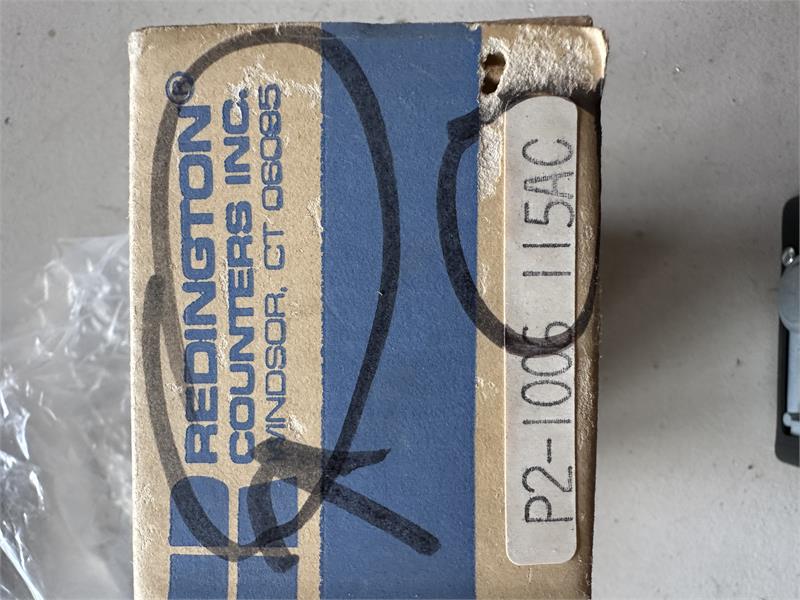 REDINGTON®
COUNTERS INC.
WINDSOR, CT 06095
P2-1006 115AC